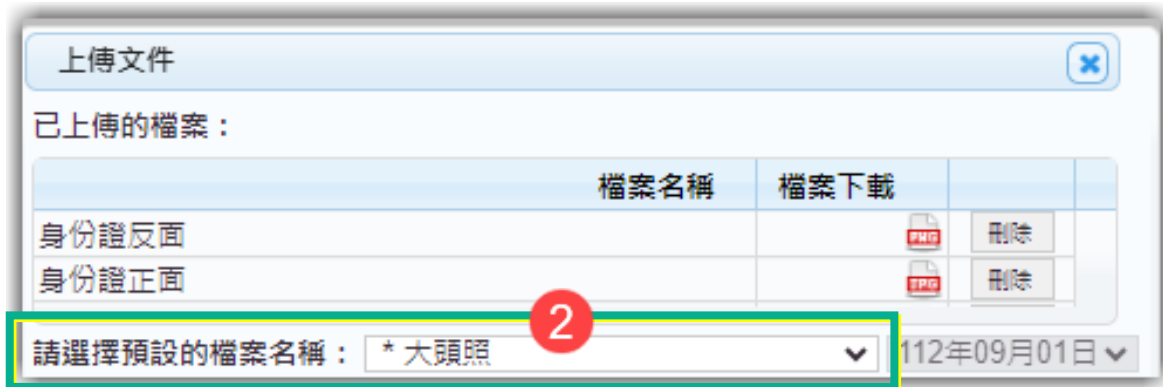 上傳文件
已上傳的檔案：
檔案名稱 檔案下載
身份證反面 PNG 刪除
身份證正面 JPG 刪除
2
請選擇預設的檔案名稱： * 大頭照 112年09月01日